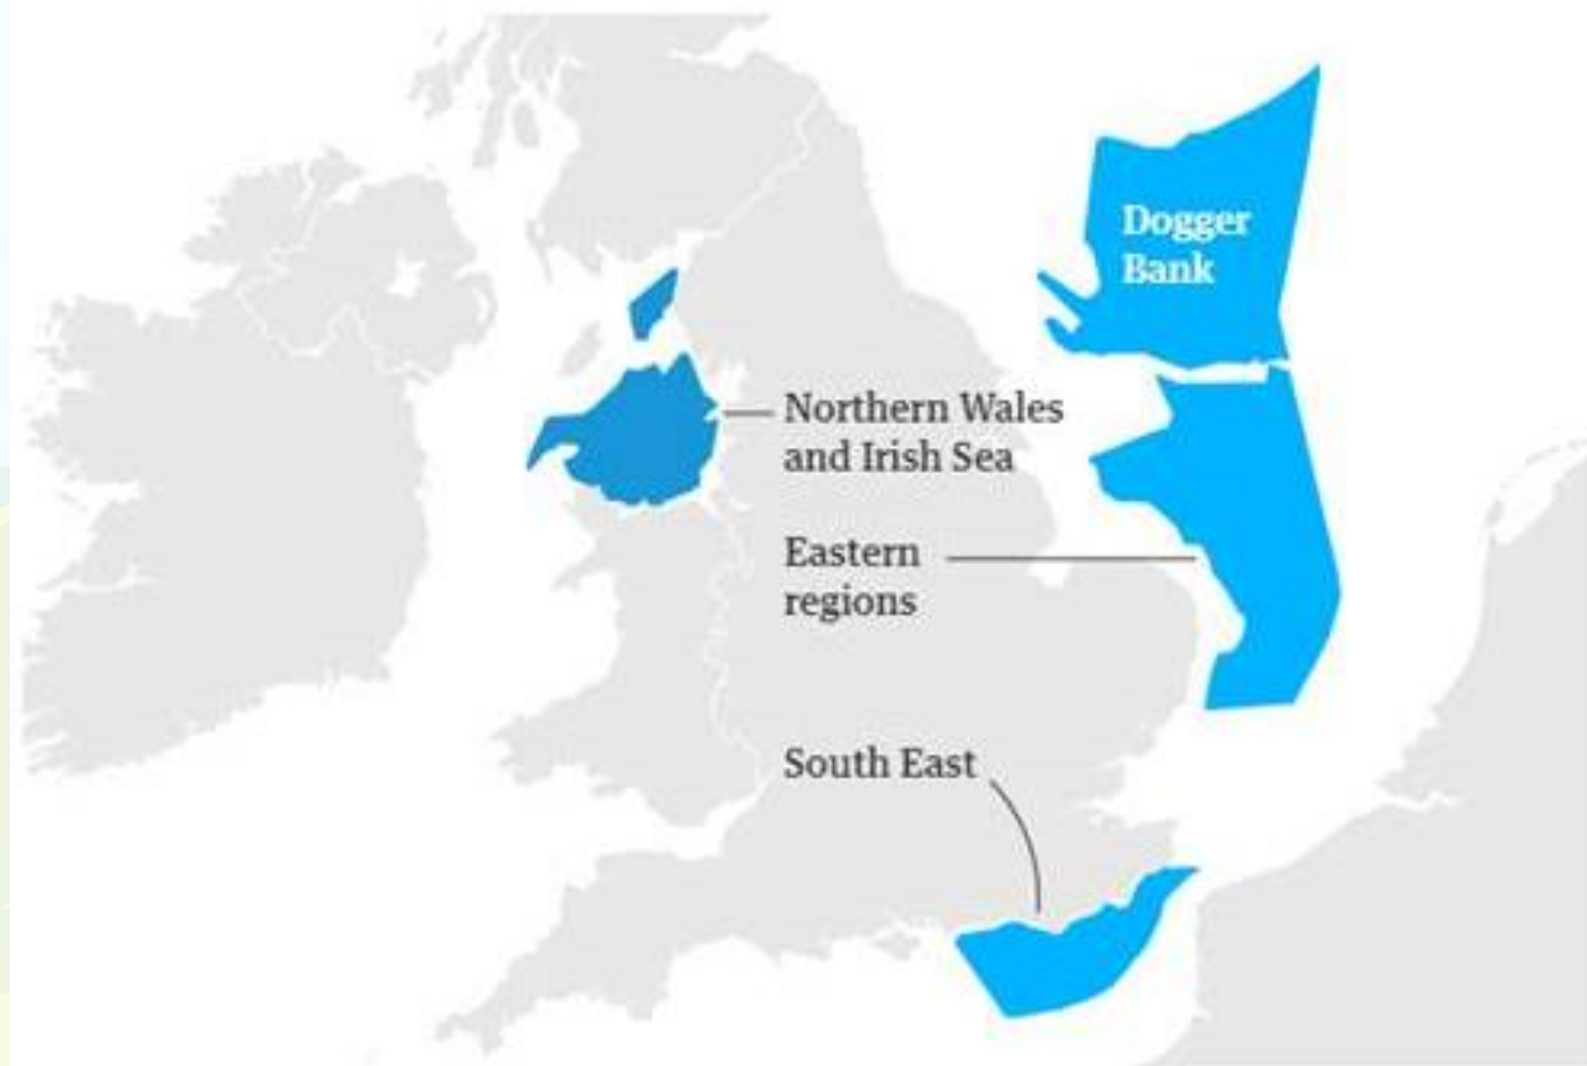 Dogger
Bank
Northern Wales
and Irish Sea
Eastern
regions
South East